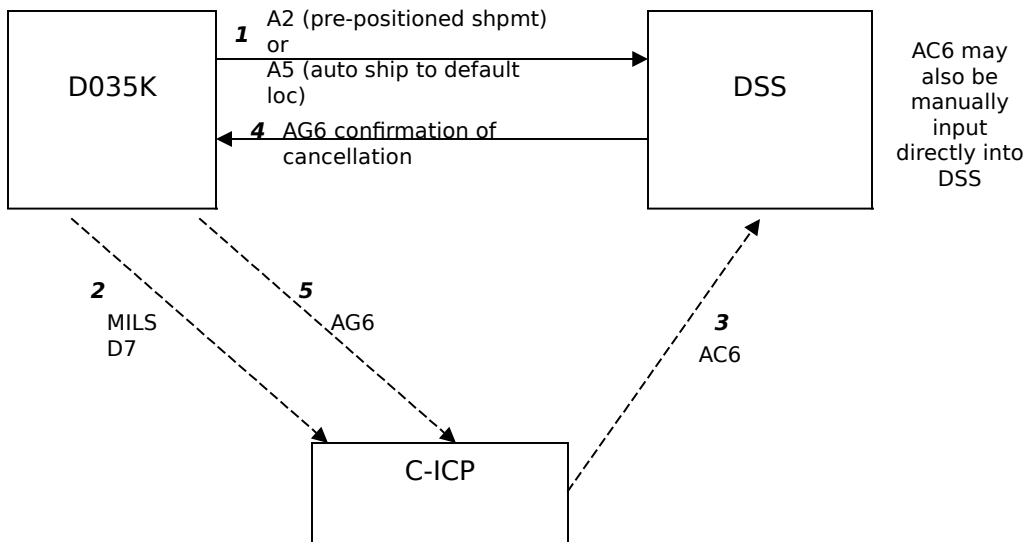 D035K
1
A2 (pre-positioned shpmt)
or
A5 (auto ship to default
loc)
4
AG6 confirmation of
cancellation
DSS
AC6 may
also be
manually
input
directly into
DSS
2
MILS
D7
5
AG6
3
AC6
C-ICP